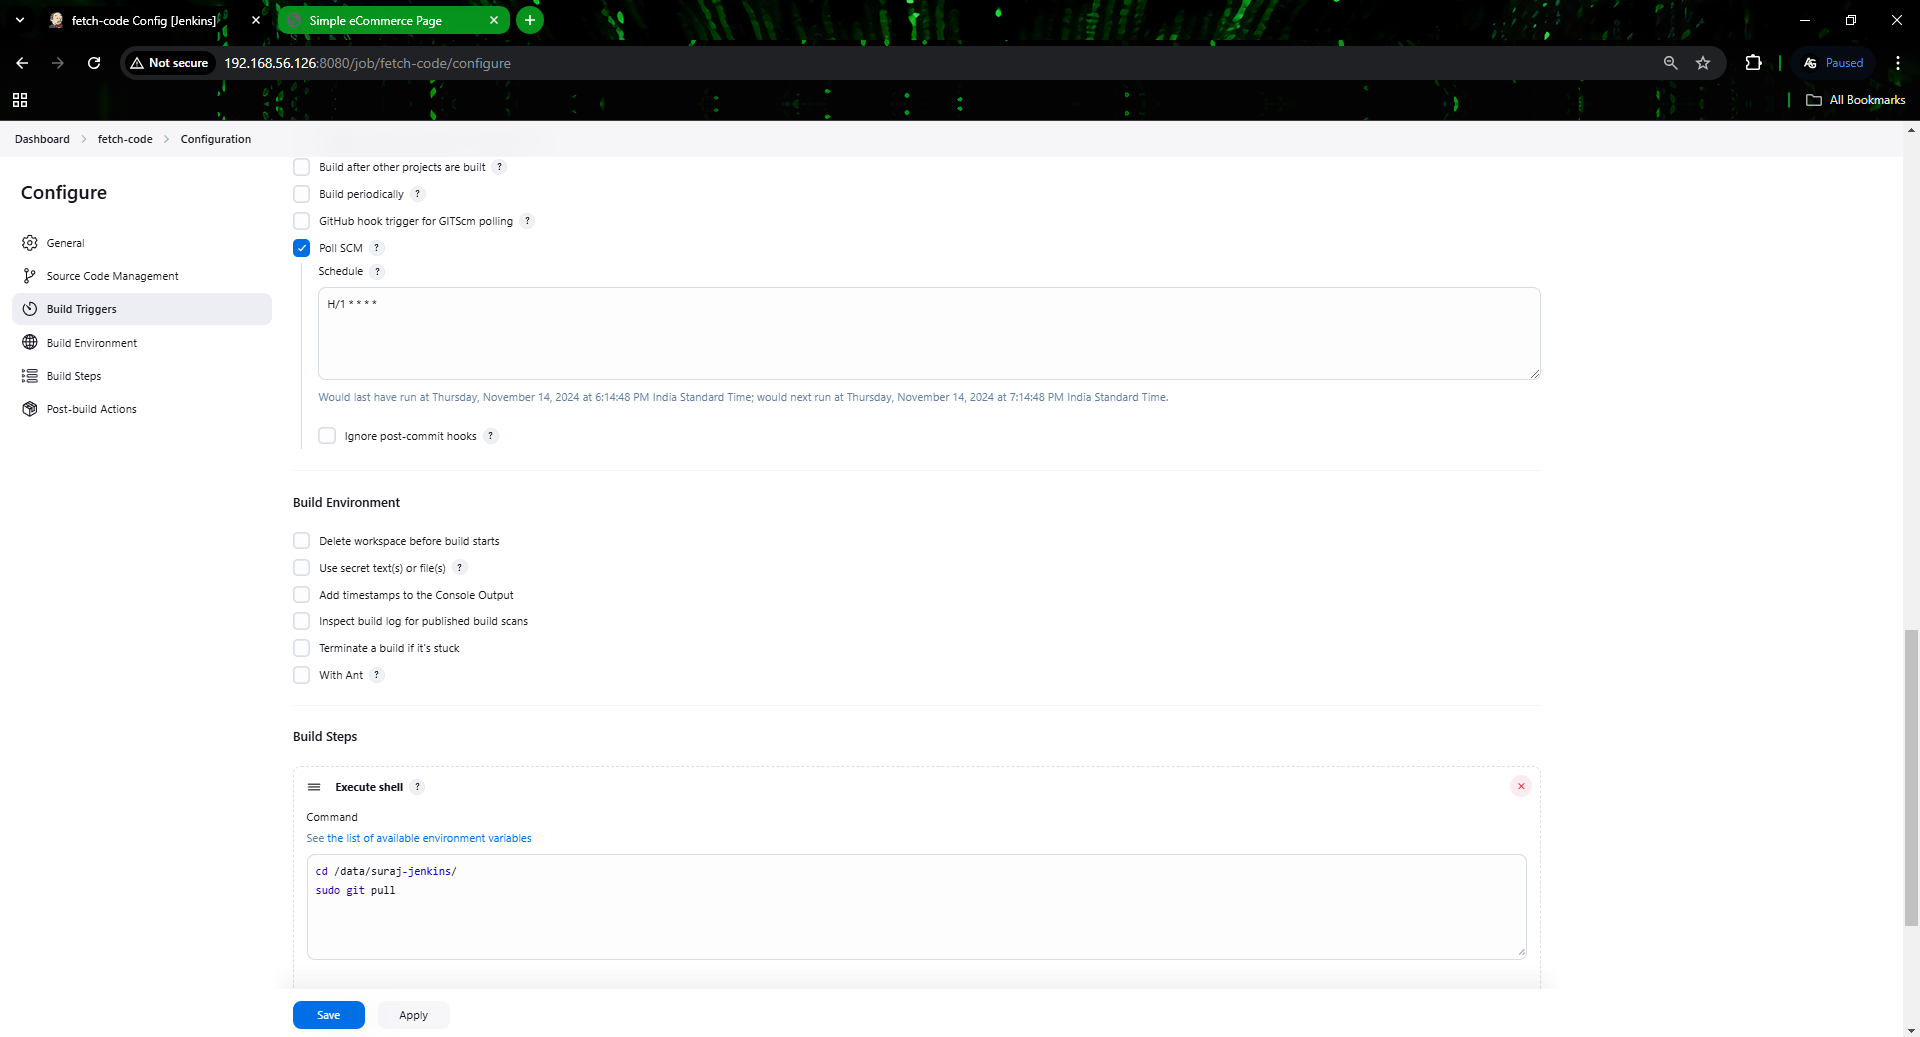 fetch-code Config [Jenkins]
Simple eCommerce Page
Not secure
192.168.56.126:8080/job/fetch-code/configure
Paused
All Bookmarks
Dashboard
fetch-code
Configuration
Configure
General
Source Code Management
Build Triggers
Build Environment
Build Steps
Post-build Actions
Build after other projects are built ?
Build periodically ?
GitHub hook trigger for GITScm polling ?
Poll SCM ?
Schedule ?
H/1 * * * *
Would last have run at Thursday, November 14, 2024 at 6:14:48 PM India Standard Time; would next run at Thursday, November 14, 2024 at 7:14:48 PM India Standard Time.
Ignore post-commit hooks ?
Build Environment
Delete workspace before build starts
Use secret text(s) or file(s) ?
Add timestamps to the Console Output
Inspect build log for published build scans
Terminate a build if it's stuck
With Ant ?
Build Steps
Execute shell ?
Command
See the list of available environment variables
cd /data/suraj-jenkins/
sudo git pull
Save
Apply